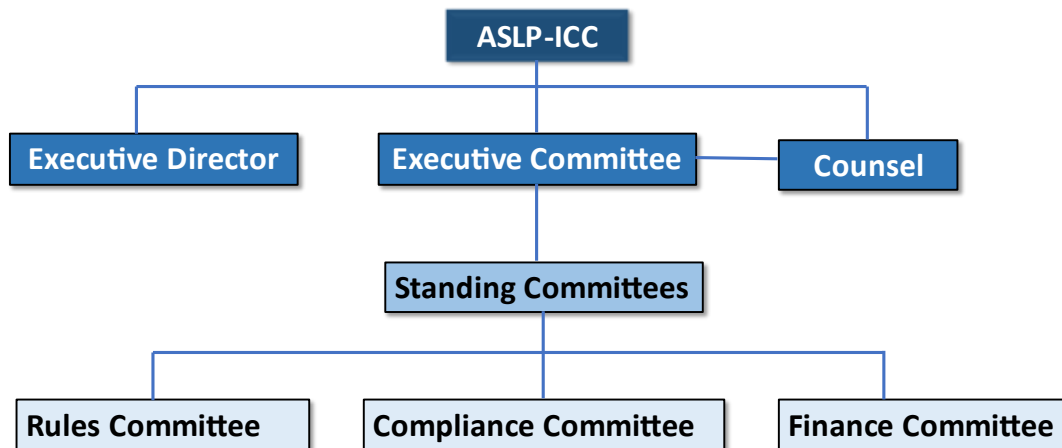 ASLP-ICC
Executive Director
Executive Committee
Counsel
Standing Committees
Rules Committee
Compliance Committee
Finance Committee